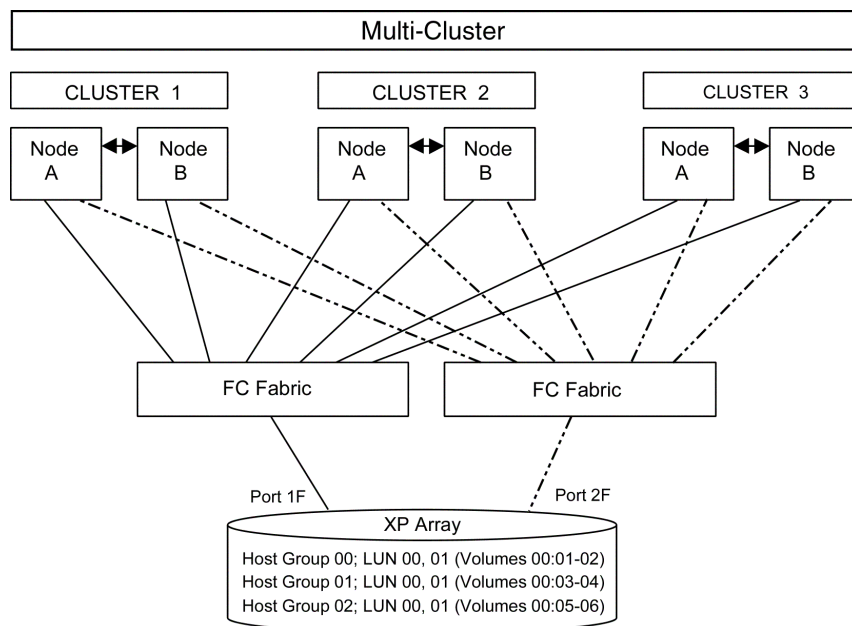 Multi-Cluster
CLUSTER 1
CLUSTER 2
CLUSTER 3
Node
A
Node
B
Node
A
Node
B
Node
A
Node
B
FC Fabric
FC Fabric
Port 1F
Port 2F
XP Array
Host Group 00; LUN 00, 01 (Volumes 00:01-02)
Host Group 01; LUN 00, 01 (Volumes 00:03-04)
Host Group 02; LUN 00, 01 (Volumes 00:05-06)